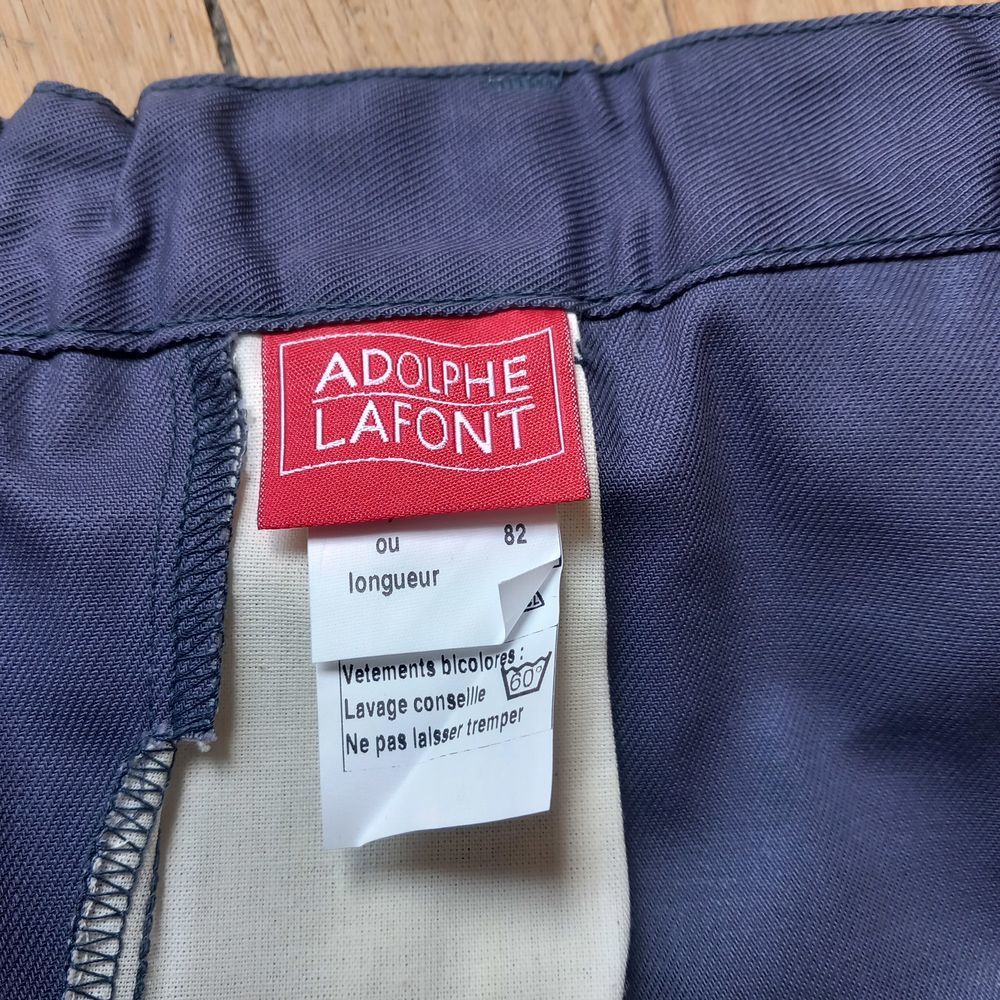 ADOLPHE
LAFONT
ou 82
longueur
Vetements bicolores :
Lavage conseille 60°
Ne pas laisser tremper